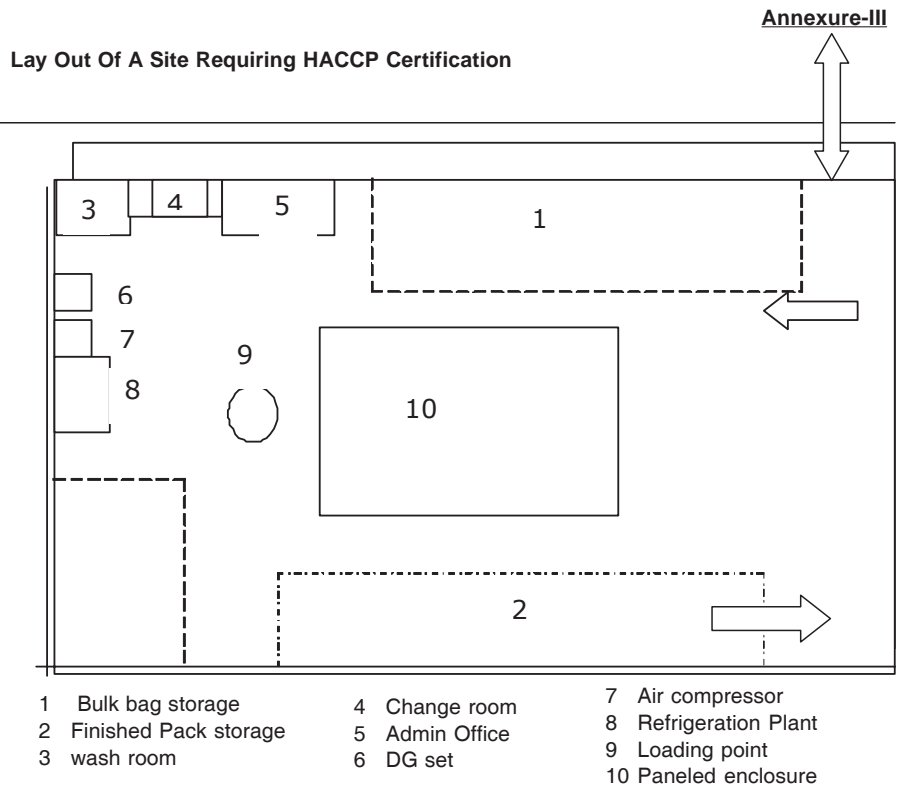 Annexure-III
Lay Out Of A Site Requiring HACCP Certification
3
4
5
1
6
7
9
8
10
2
1 Bulk bag storage
2 Finished Pack storage
3 wash room
4 Change room
5 Admin Office
6 DG set
7 Air compressor
8 Refrigeration Plant
9 Loading point
10 Paneled enclosure